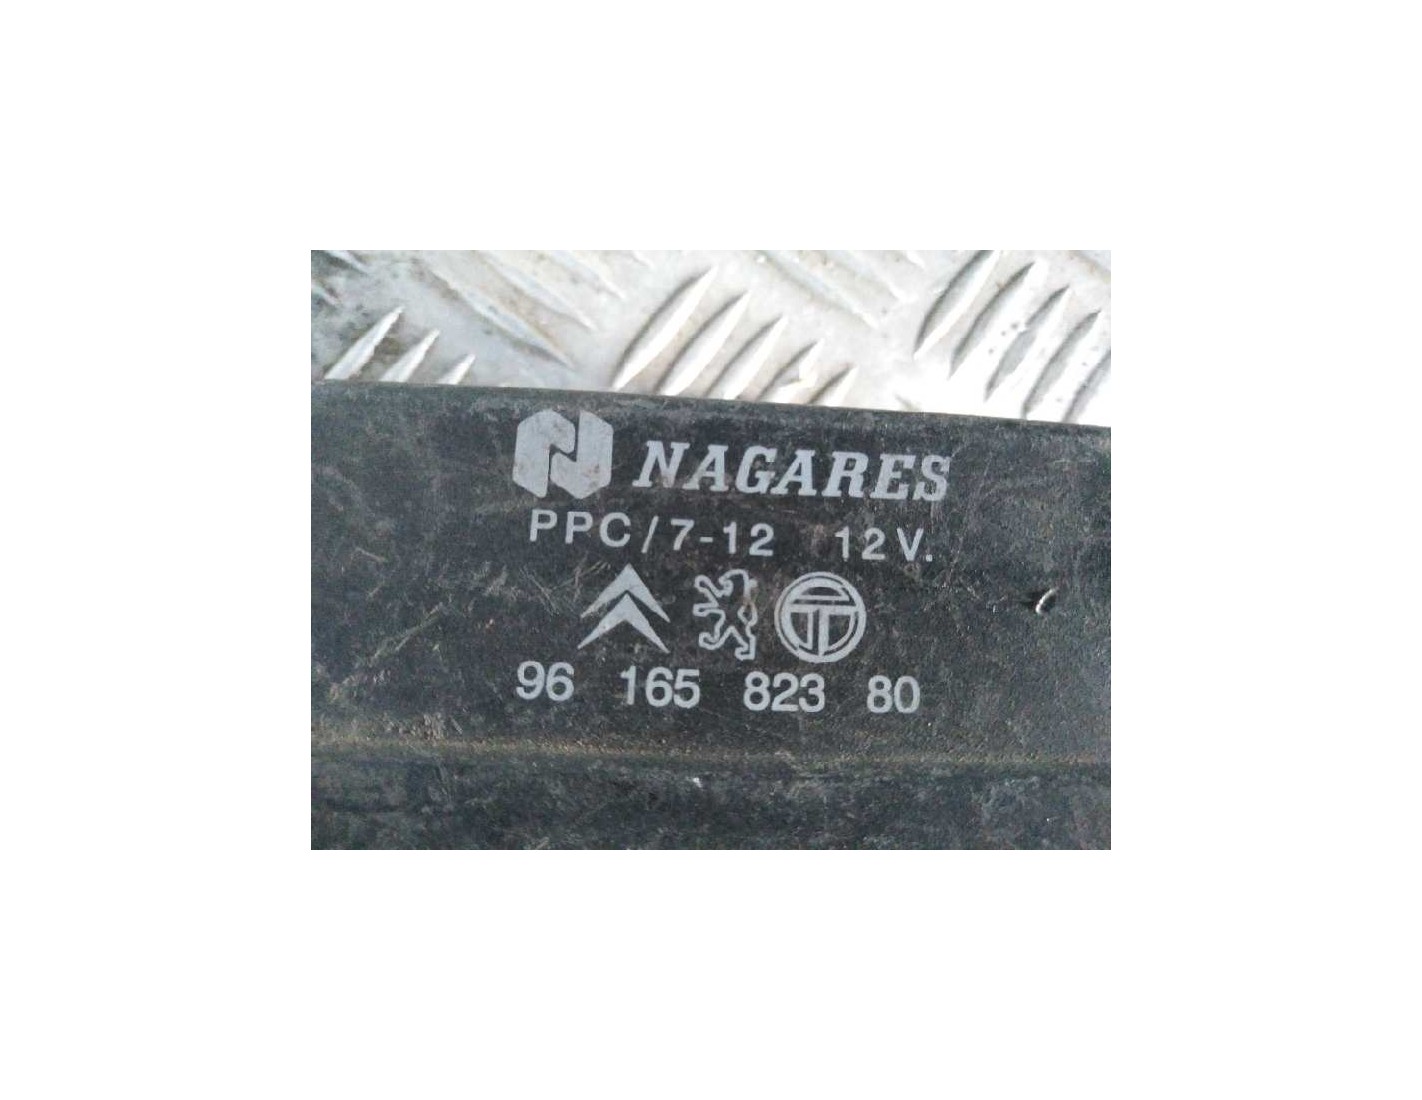 NAGARES
PPC/7-12 12V.
96 165 823 80